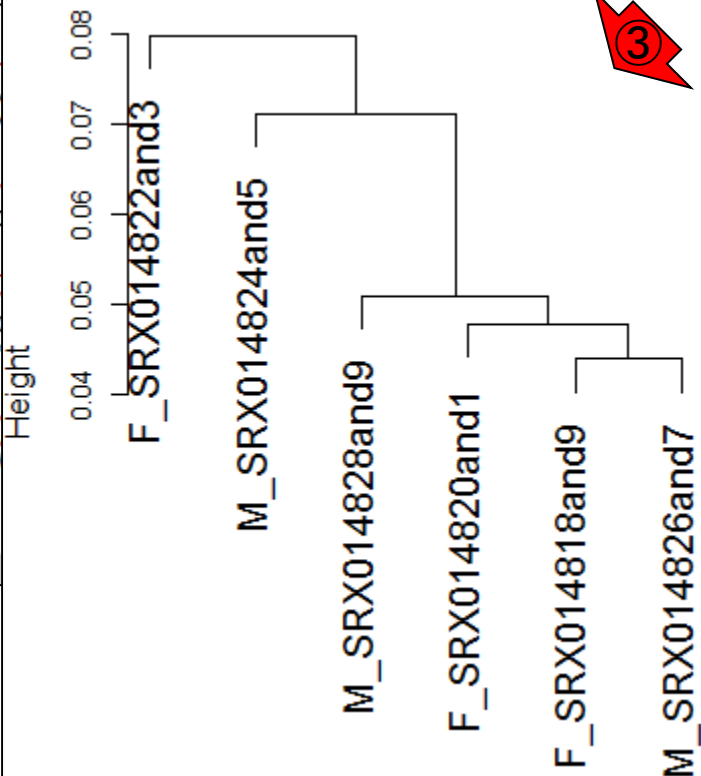 ③
0.08
0.07
0.06
0.05
0.04
Height
F_SRX014822and3
M_SRX014824and5
M_SRX014828and9
F_SRX014820and1
F_SRX014818and9
M_SRX014826and7